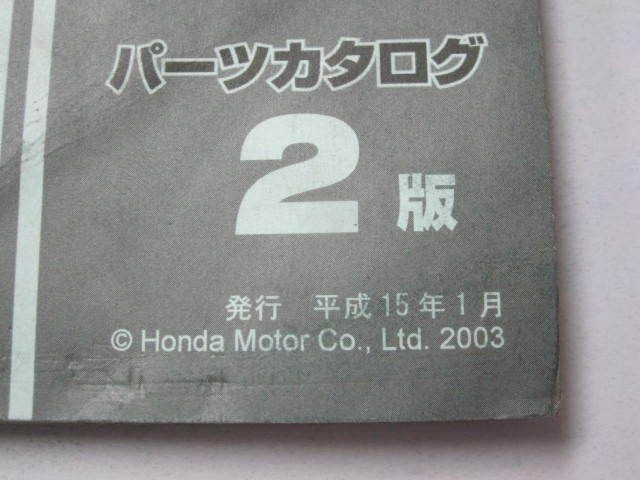 パーツカタログ
2版
発行 平成15年1月
© Honda Motor Co., Ltd. 2003